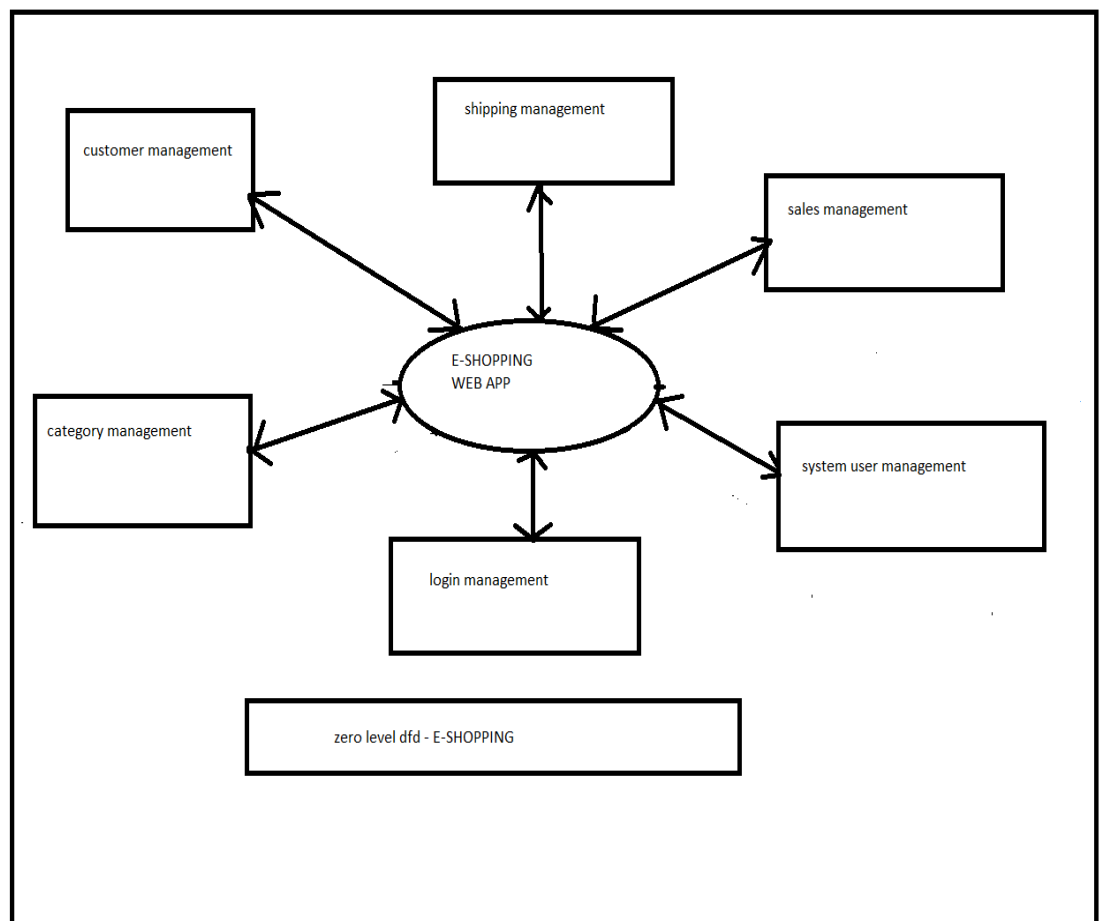 shipping management
customer management
sales management
E-SHOPPING
WEB APP
category management
system user management
login management
zero level dfd - E-SHOPPING